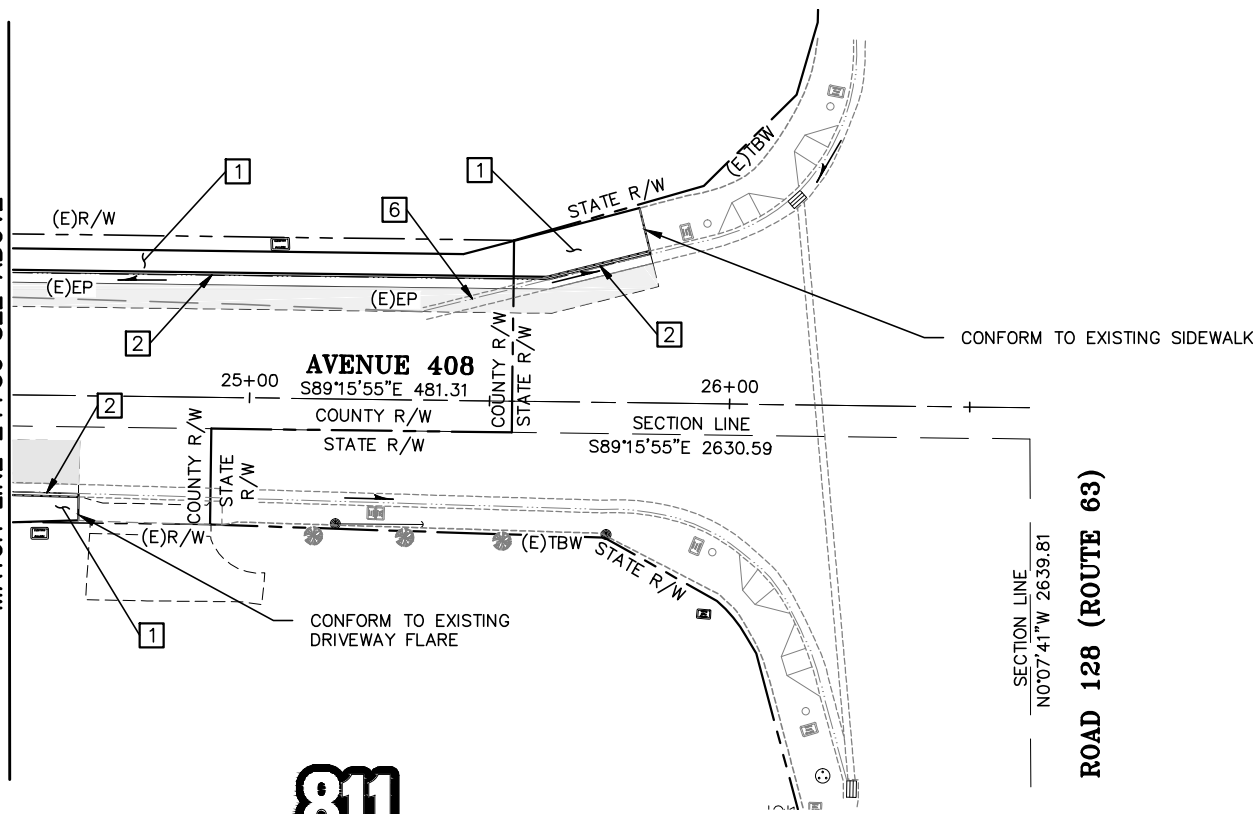 1
1
STATE R/W
(E)TBW
6
(E)R/W
(E)EP
(E)EP
2
2
CONFORM TO EXISTING SIDEWALK
COUNTY R/W
STATE R/W
AVENUE 408
25+00
S89°15'55"E 481.31
26+00
2
COUNTY R/W
STATE R/W
SECTION LINE
S89°15'55"E 2630.59
COUNTY R/W
STATE
R/W
(E)R/W
(E)TBW
STATE R/W
1
CONFORM TO EXISTING
DRIVEWAY FLARE
SECTION LINE
N0°07'41"W 2639.81
ROAD 128 (ROUTE 63)
811